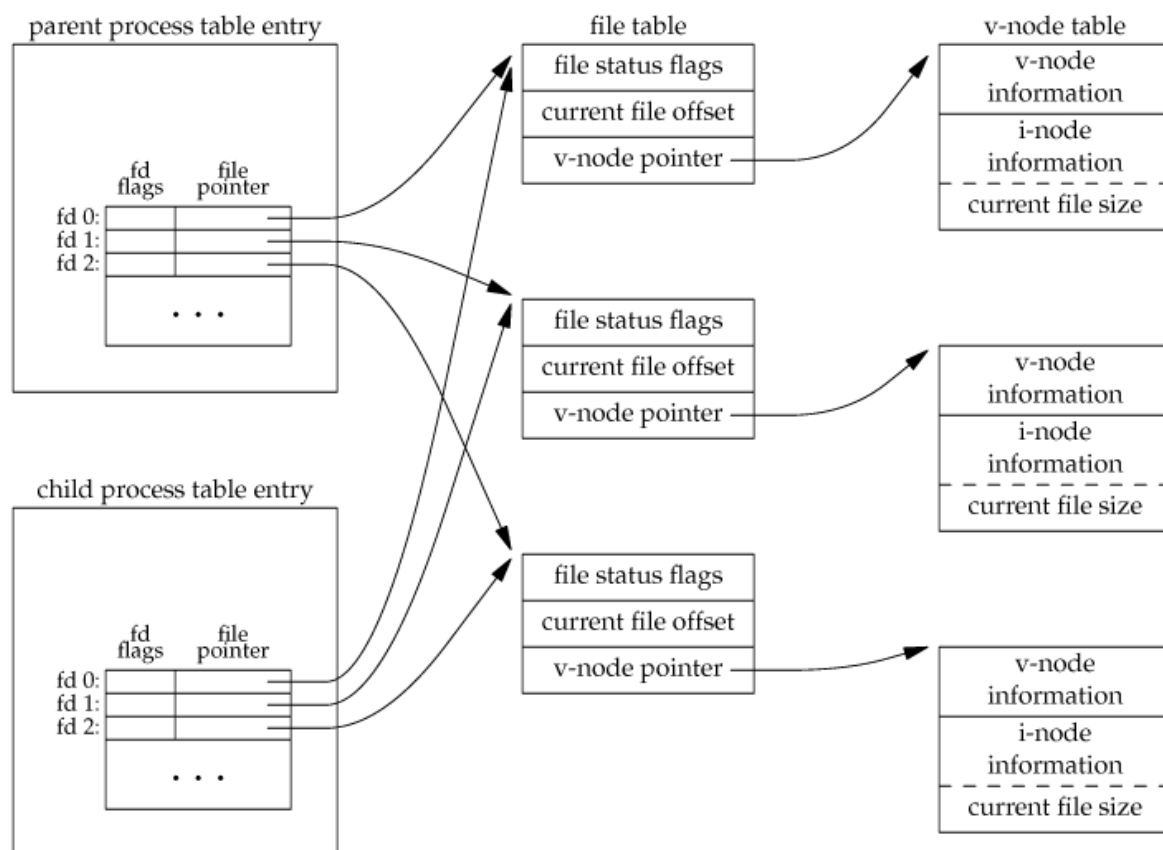 parent process table entry
fd
flags
file
pointer
fd 0:
fd 1:
fd 2:
. . .
child process table entry
fd
flags
file
pointer
fd 0:
fd 1:
fd 2:
. . .
file table
file status flags
current file offset
v-node pointer
file status flags
current file offset
v-node pointer
file status flags
current file offset
v-node pointer
v-node table
v-node
information
i-node
information
current file size
v-node
information
i-node
information
current file size
v-node
information
i-node
information
current file size